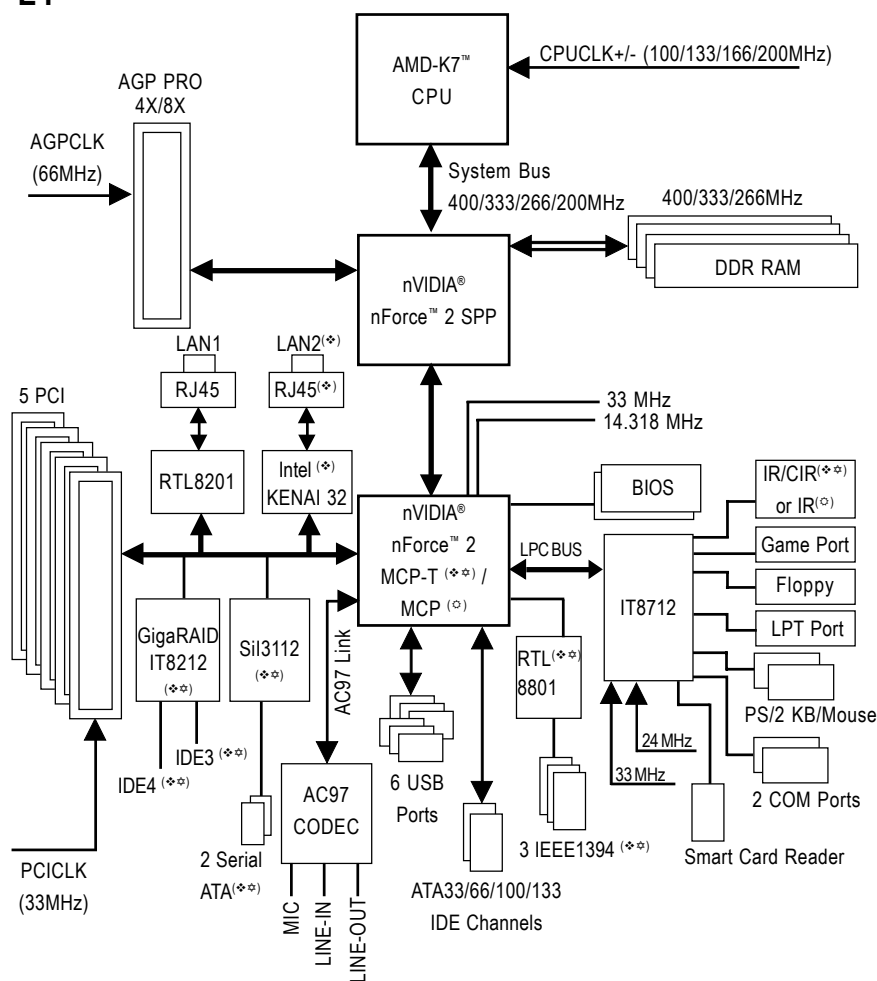 AMD-K7™
CPU
CPUCLK+/- (100/133/166/200MHz)
AGP PRO
4X/8X
AGPCLK
(66MHz)
System Bus
400/333/266/200MHz
400/333/266MHz
DDR RAM
nVIDIA®
nForce™ 2 SPP
LAN1
RJ45
LAN2(❖)
RJ45(❖)
5 PCI
33 MHz
14.318 MHz
RTL8201
Intel (❖)
KENAI 32
BIOS
IR/CIR(❖✡)
or IR(✡)
nVIDIA®
nForce™ 2
MCP-T (❖✡) /
MCP (✡)
LPC BUS
IT8712
Game Port
Floppy
LPT Port
PS/2 KB/Mouse
2 COM Ports
GigaRAID
IT8212
(❖✡)
SiI3112
(❖✡)
AC97 Link
RTL(❖✡)
8801
24 MHz
33 MHz
IDE3 (❖✡)
IDE4 (❖✡)
AC97
CODEC
6 USB
Ports
3 IEEE1394 (❖✡)
Smart Card Reader
2 Serial
ATA(❖✡)
PCICLK
(33MHz)
MIC
LINE-IN
LINE-OUT
ATA33/66/100/133
IDE Channels